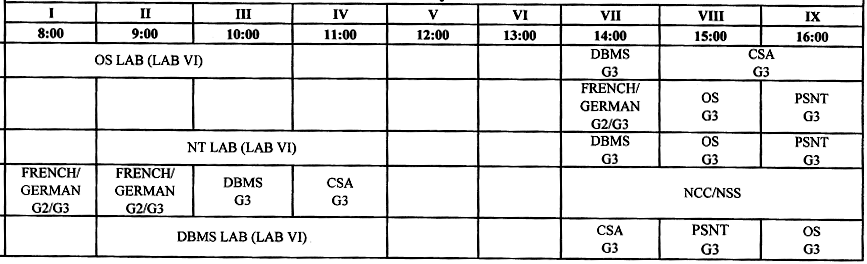 I II III IV V VI VII VIII IX
8:00 9:00 10:00 11:00 12:00 13:00 14:00 15:00 16:00
OS LAB (LAB VI) DBMS CSA
G3 G3
FRENCH/
GERMAN OS PSNT
G2/G3 G3 G3
NT LAB (LAB VI) DBMS OS PSNT
G3 G3 G3
FRENCH/ FRENCH/ DBMS CSA NCC/NSS
GERMAN GERMAN G3 G3
G2/G3 G2/G3
DBMS LAB (LAB VI) CSA PSNT OS
G3 G3 G3